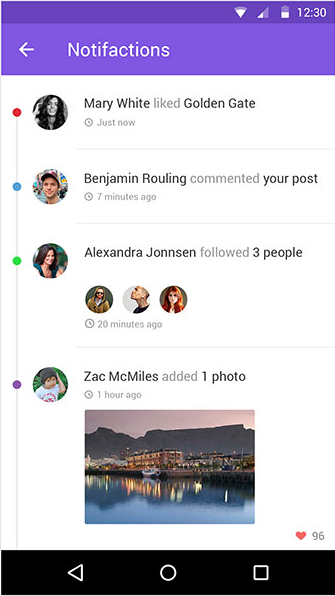 12:30
Notifactions
Mary White liked Golden Gate
Just now
Benjamin Rouling commented your post
7 minutes ago
Alexandra Jonnsen followed 3 people
20 minutes ago
Zac McMiles added 1 photo
1 hour ago
96